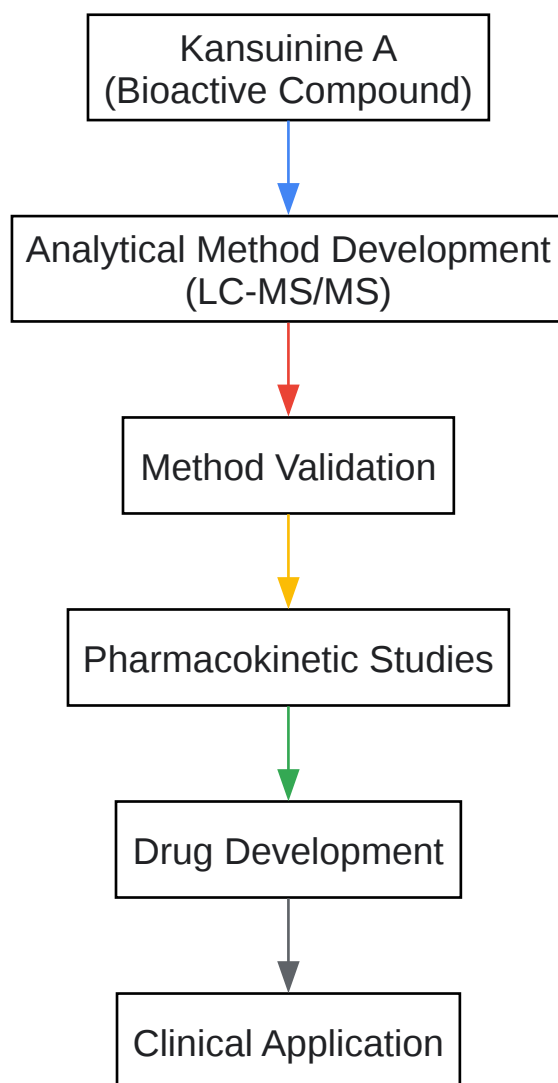 Kansuinine A
(Bioactive Compound)
Analytical Method Development
(LC-MS/MS)
Method Validation
Pharmacokinetic Studies
Drug Development
Clinical Application